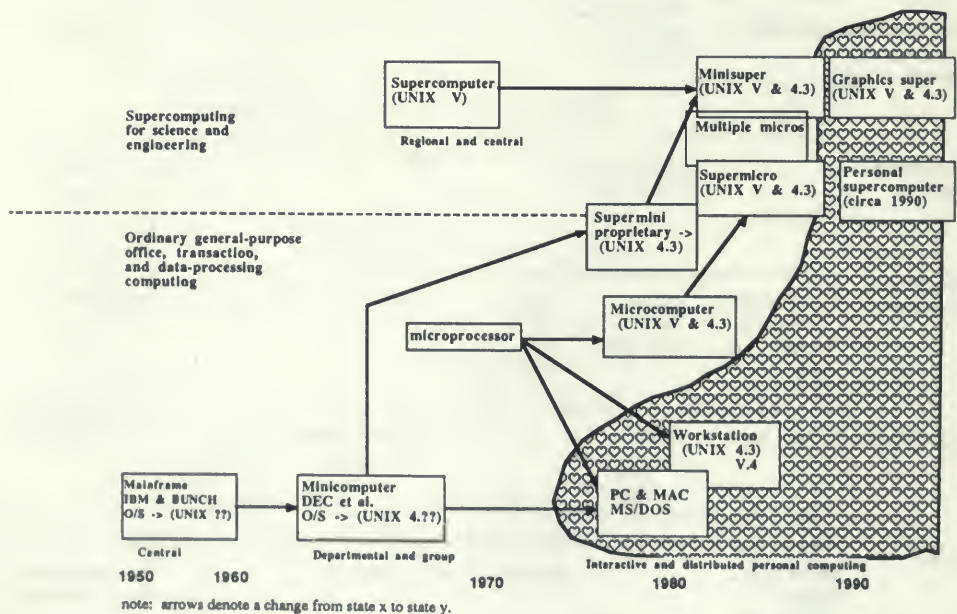 Supercomputing
for science and
engineering
Supercomputer
(UNIX V)
Regional and central
Minisuper
(UNIX V & 4.3)
Graphics super
(UNIX V & 4.3)
Multiple micros
Supermicro
(UNIX V & 4.3)
Personal
supercomputer
(circa 1990)
Ordinary general-purpose
office, transaction,
and data-processing
computing
Supermini
proprietary ->
(UNIX 4.3)
Microcomputer
(UNIX V & 4.3)
microprocessor
Workstation
(UNIX 4.3)
V.4
Mainframe
IBM & BUNCH
O/S -> (UNIX ??)
Central
Minicomputer
DEC et al.
O/S -> (UNIX 4.??)
Departmental and group
PC & MAC
MS/DOS
Interactive and distributed personal computing
1950 1960 1970 1980 1990
note: arrows denote a change from state x to state y.